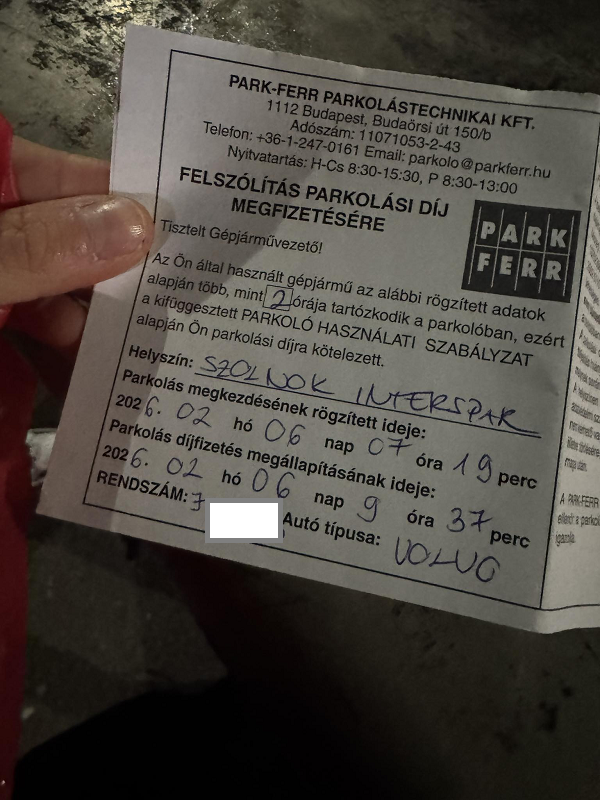 PARK-FERR PARKOLÁSTECHNIKAI KFT.
1112 Budapest, Budaörsi út 150/b
Adószám: 11071053-2-43
Telefon: +36-1-247-0161 Email: parkolo@parkferr.hu
Nyitvatartás: H-Cs 8:30-15:30, P 8:30-13:00
FELSZÓLÍTÁS PARKOLÁSI DÍJ
MEGFIZETÉSÉRE
PARK
FERR
Tisztelt Gépjárművezető!
Az Ön által használt gépjármű az alábbi rögzített adatok
alapján több, mint 2 órája tartózkodik a parkolóban, ezért
a kifüggesztett PARKOLÓ HASZNÁLATI SZABÁLYZAT
alapján Ön parkolási díjra kötelezett.
Helyszín: SZOLNOK INTERSPAR
Parkolás megkezdésének rögzített ideje:
2026. 02 hó 06 nap 07 óra 19 perc
Parkolás díjfizetés megállapításának ideje:
2026. 02 hó 06 nap 9 óra 37 perc
RENDSZÁM: 7 Autó típusa: VOLVO
A PARK-FERR